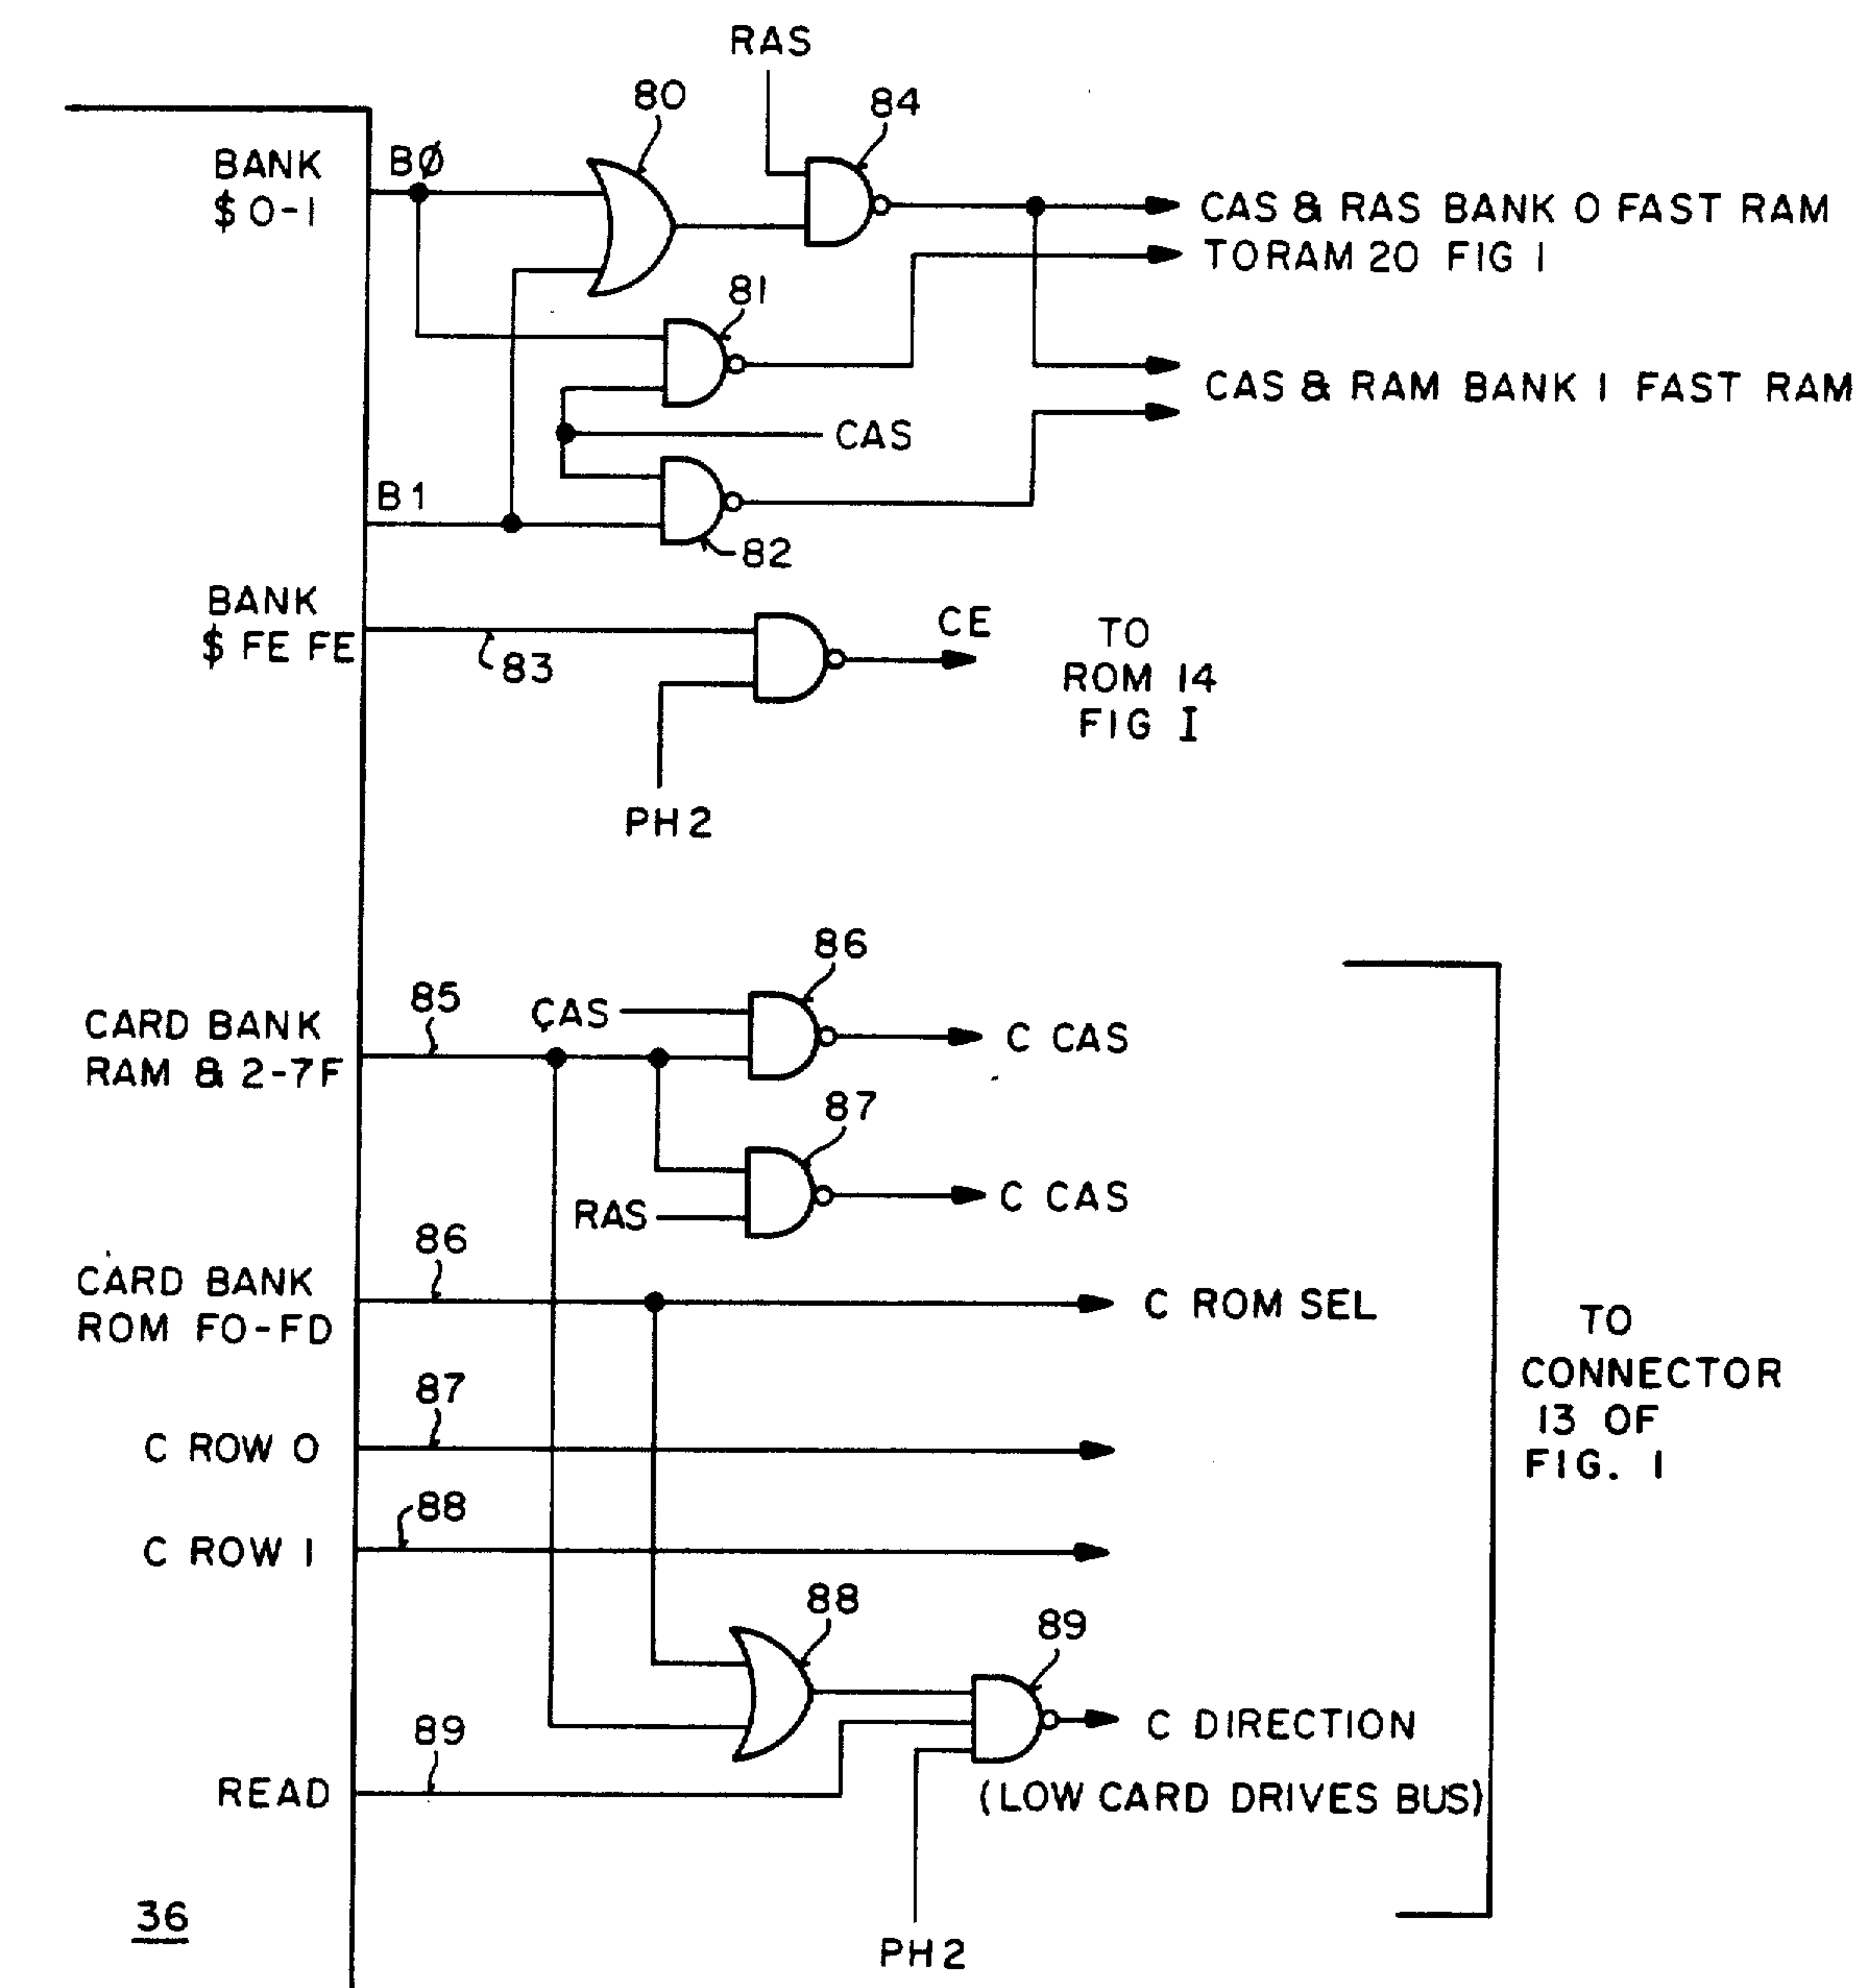 RAS
80
84
BANK
$ 0-1
BØ
CAS & RAS BANK 0 FAST RAM
TORAM 20 FIG 1
81
CAS & RAM BANK 1 FAST RAM
CAS
B1
82
BANK
$ FE FE
83
CE
TO
ROM 14
FIG I
PH2
86
85
CAS
C CAS
CARD BANK
RAM & 2-7F
87
C CAS
RAS
86
CARD BANK
ROM F0-FD
C ROM SEL
TO
CONNECTOR
13 OF
FIG. 1
87
C ROW 0
88
C ROW 1
88
89
89
C DIRECTION
READ
(LOW CARD DRIVES BUS)
36
PH2